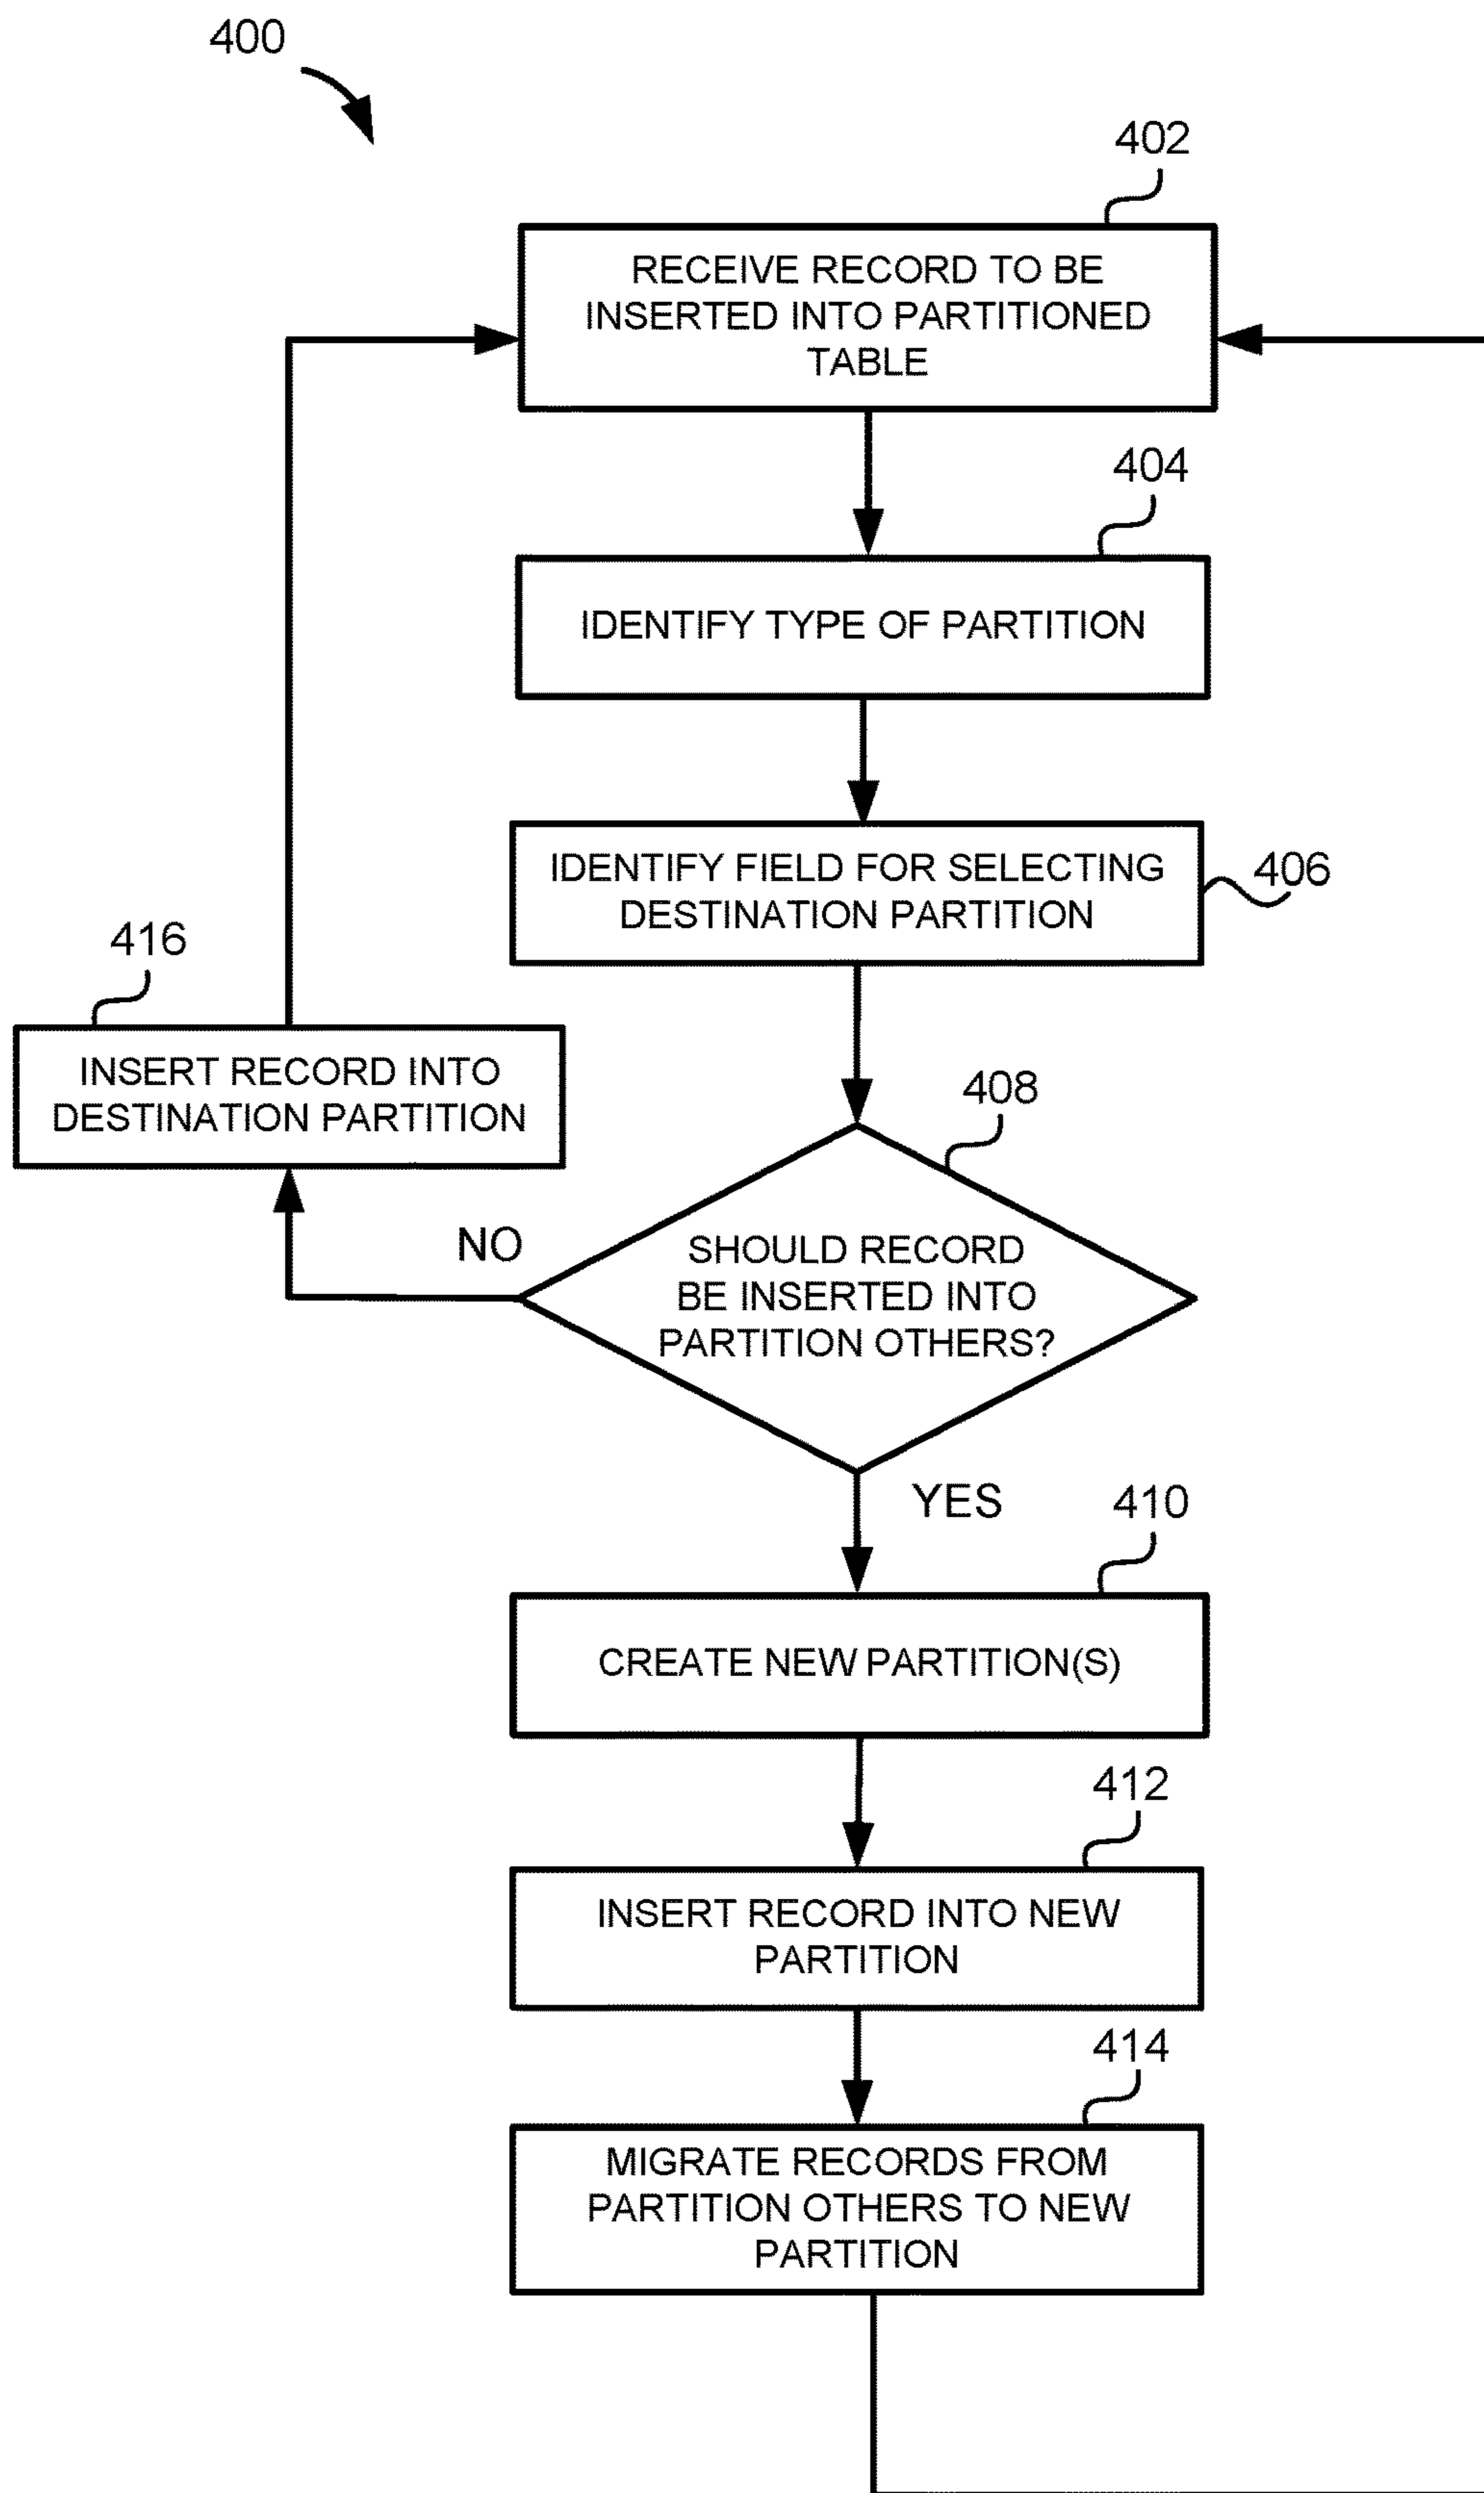 400
402
RECEIVE RECORD TO BE
INSERTED INTO PARTITIONED
TABLE
404
IDENTIFY TYPE OF PARTITION
IDENTIFY FIELD FOR SELECTING
DESTINATION PARTITION
406
416
INSERT RECORD INTO
DESTINATION PARTITION
408
NO
SHOULD RECORD
BE INSERTED INTO
PARTITION OTHERS?
YES
410
CREATE NEW PARTITION(S)
412
INSERT RECORD INTO NEW
PARTITION
414
MIGRATE RECORDS FROM
PARTITION OTHERS TO NEW
PARTITION